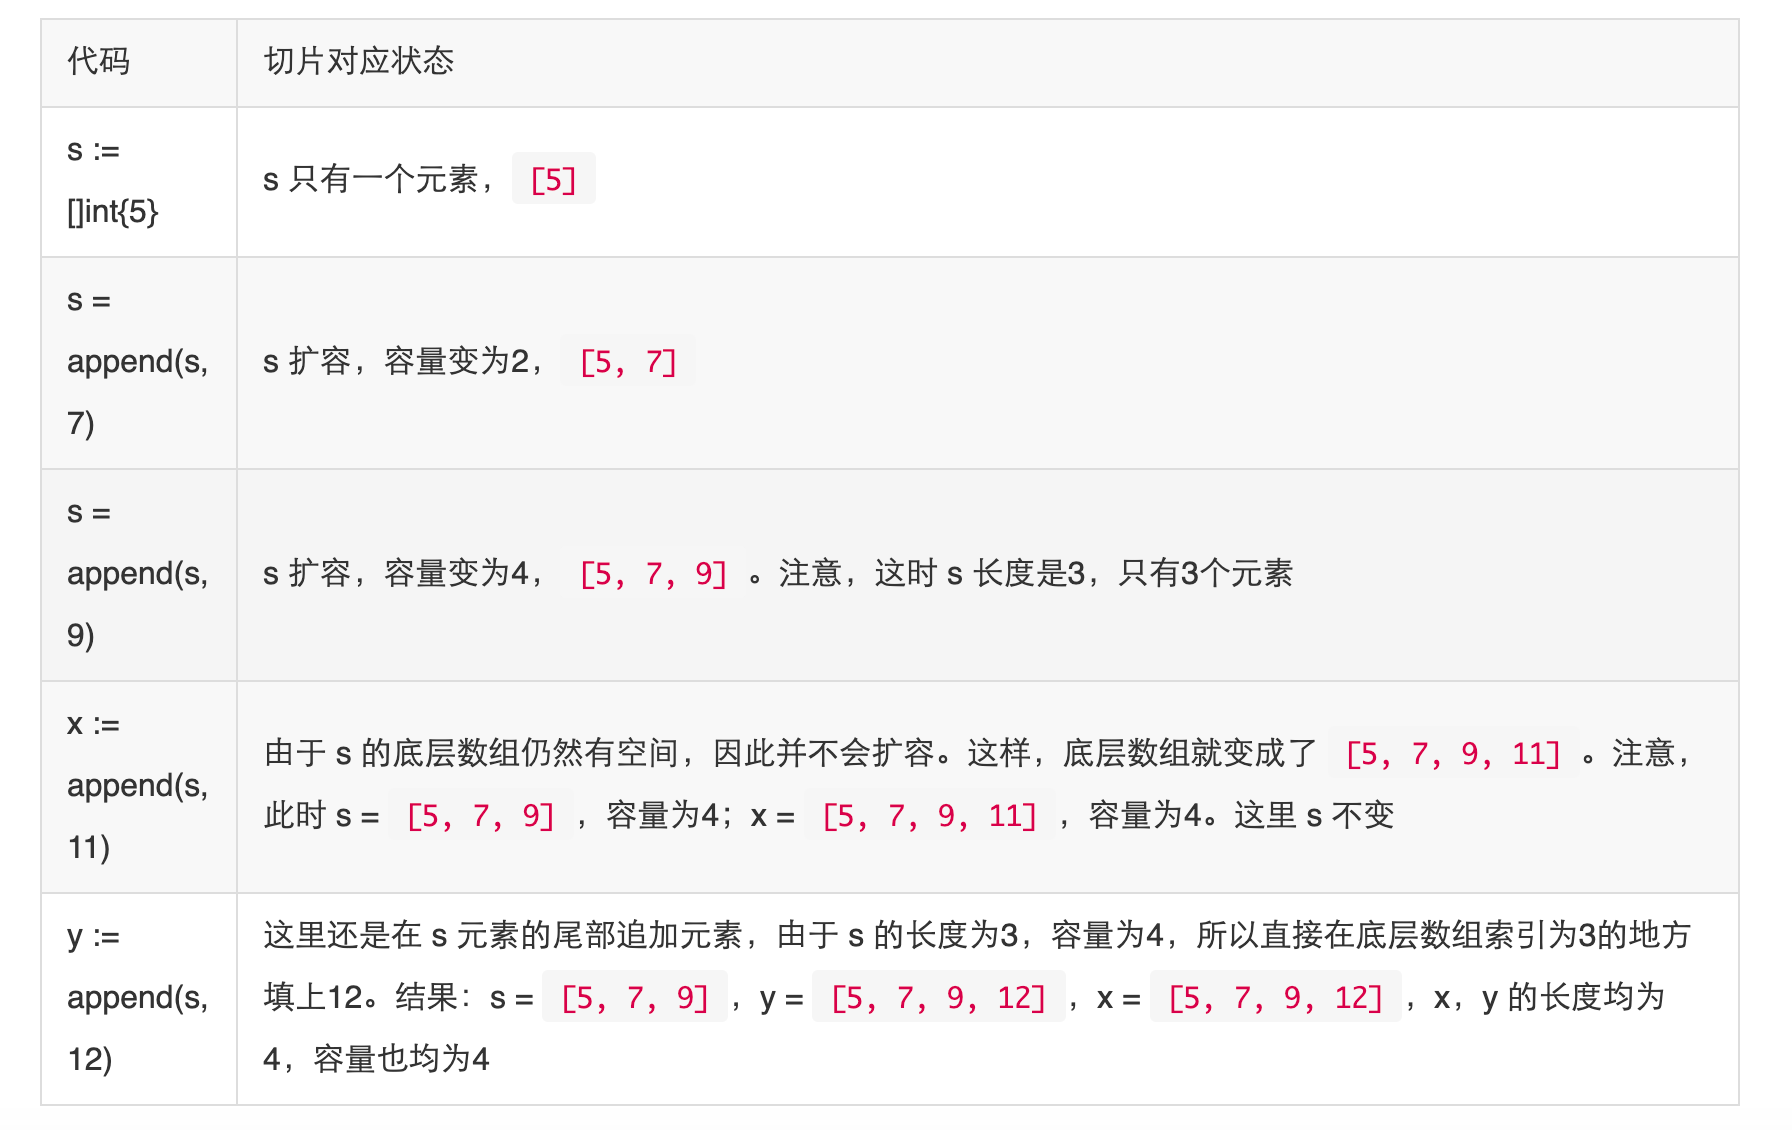 代码
切片对应状态
s :=
[]int{5}
s 只有一个元素， [5]
s =
append(s,
7)
s 扩容，容量变为2， [5, 7]
s =
append(s,
9)
s 扩容，容量变为4， [5, 7, 9] 。注意，这时 s 长度是3，只有3个元素
x :=
append(s,
11)
由于 s 的底层数组仍然有空间，因此并不会扩容。这样，底层数组就变成了 [5, 7, 9, 11] 。注意，
此时 s = [5, 7, 9] ，容量为4；x = [5, 7, 9, 11] ，容量为4。这里 s 不变
y :=
append(s,
12)
这里还是在 s 元素的尾部追加元素，由于 s 的长度为3，容量为4，所以直接在底层数组索引为3的地方
填上12。结果：s = [5, 7, 9] ，y = [5, 7, 9, 12] ，x = [5, 7, 9, 12] ，x，y 的长度均为
4，容量也均为4